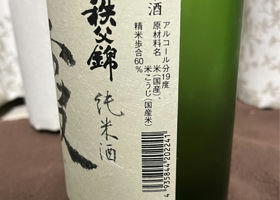 酒
アルコール分19度
原材料名 米(国産)、
米こうじ(国産米)
精米歩合60%
秩父錦
純米酒
4 935844 202241